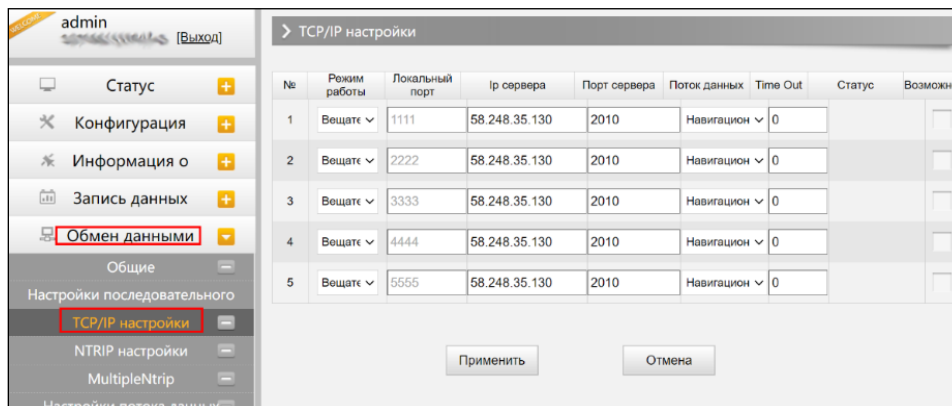 WELCOME
admin
[Выход]
Статус
Конфигурация
Информация о
Запись данных
Обмен данными
Общие
Настройки последовательного
TCP/IP настройки
NTRIP настройки
MultipleNtrip
Настройки потока данных
TCP/IP настройки
№ Режим работы Локальный порт Ip сервера Порт сервера Поток данных Time Out Статус Возможн
1 Вещате 1111 58.248.35.130 2010 Навигацион 0
2 Вещате 2222 58.248.35.130 2010 Навигацион 0
3 Вещате 3333 58.248.35.130 2010 Навигацион 0
4 Вещате 4444 58.248.35.130 2010 Навигацион 0
5 Вещате 5555 58.248.35.130 2010 Навигацион 0
Применить Отмена